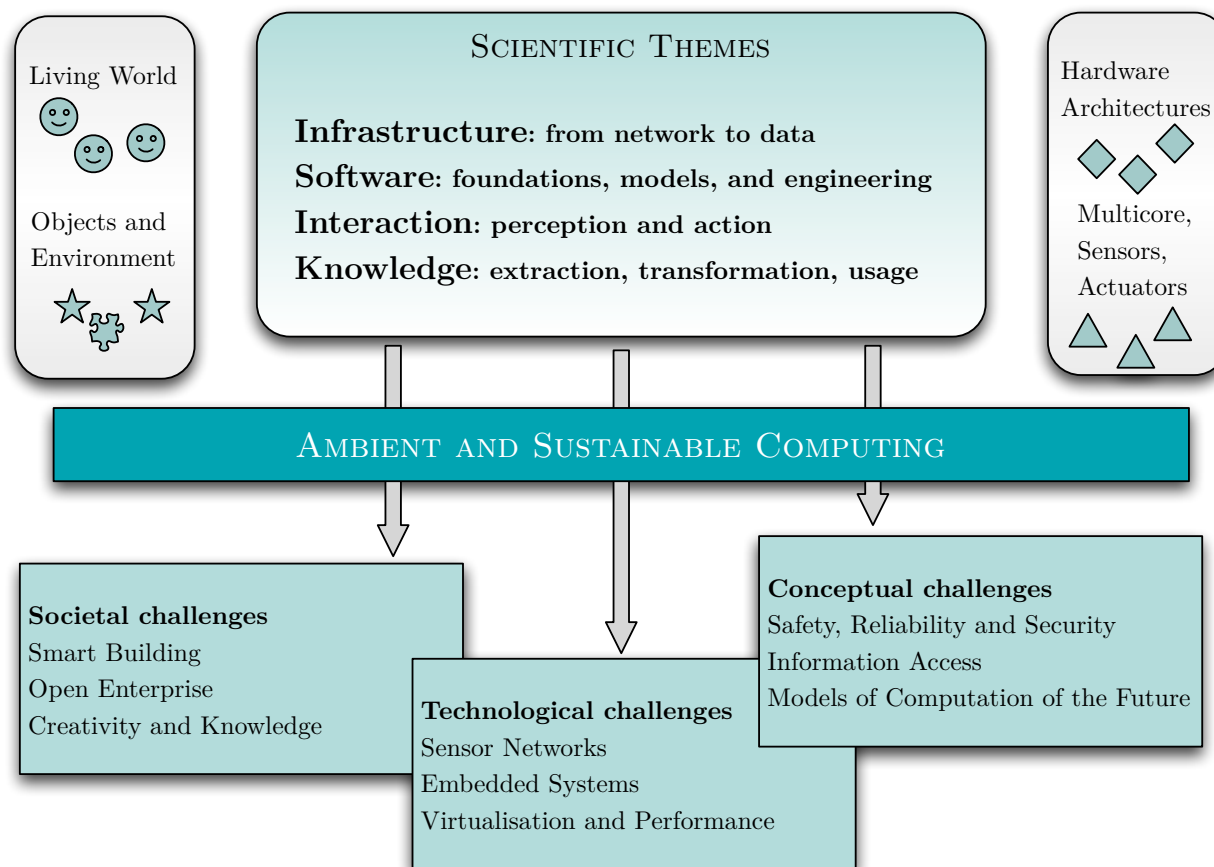 Living World
Objects and
Environment
SCIENTIFIC THEMES
Infrastructure: from network to data
Software: foundations, models, and engineering
Interaction: perception and action
Knowledge: extraction, transformation, usage
Hardware
Architectures
Multicore,
Sensors,
Actuators
AMBIENT AND SUSTAINABLE COMPUTING
Societal challenges
Smart Building
Open Enterprise
Creativity and Knowledge
Technological challenges
Sensor Networks
Embedded Systems
Virtualisation and Performance
Conceptual challenges
Safety, Reliability and Security
Information Access
Models of Computation of the Future